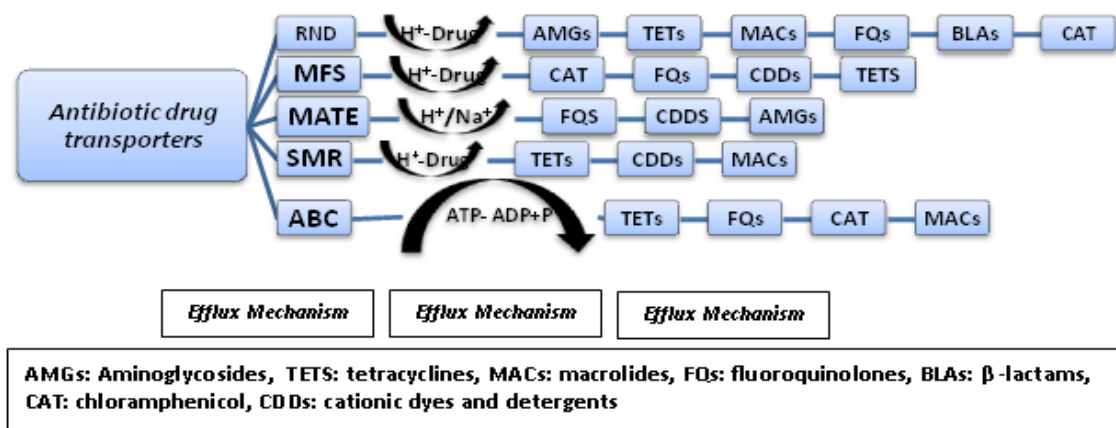 RND H⁺-Drug AMGs TETs MACs FQs BLAs CAT
MFS H⁺-Drug CAT FQs CDDs TETS
Antibiotic drug
transporters
MATE H⁺/Na⁺ FQS CDDS AMGs
SMR H⁺-Drug TETs CDDs MACs
ABC ATP- ADP+P TETs FQs CAT MACs
Efflux Mechanism Efflux Mechanism Efflux Mechanism
AMGs: Aminoglycosides, TETS: tetracyclines, MACs: macrolides, FQs: fluoroquinolones, BLAs: β-lactams,
CAT: chloramphenicol, CDDs: cationic dyes and detergents